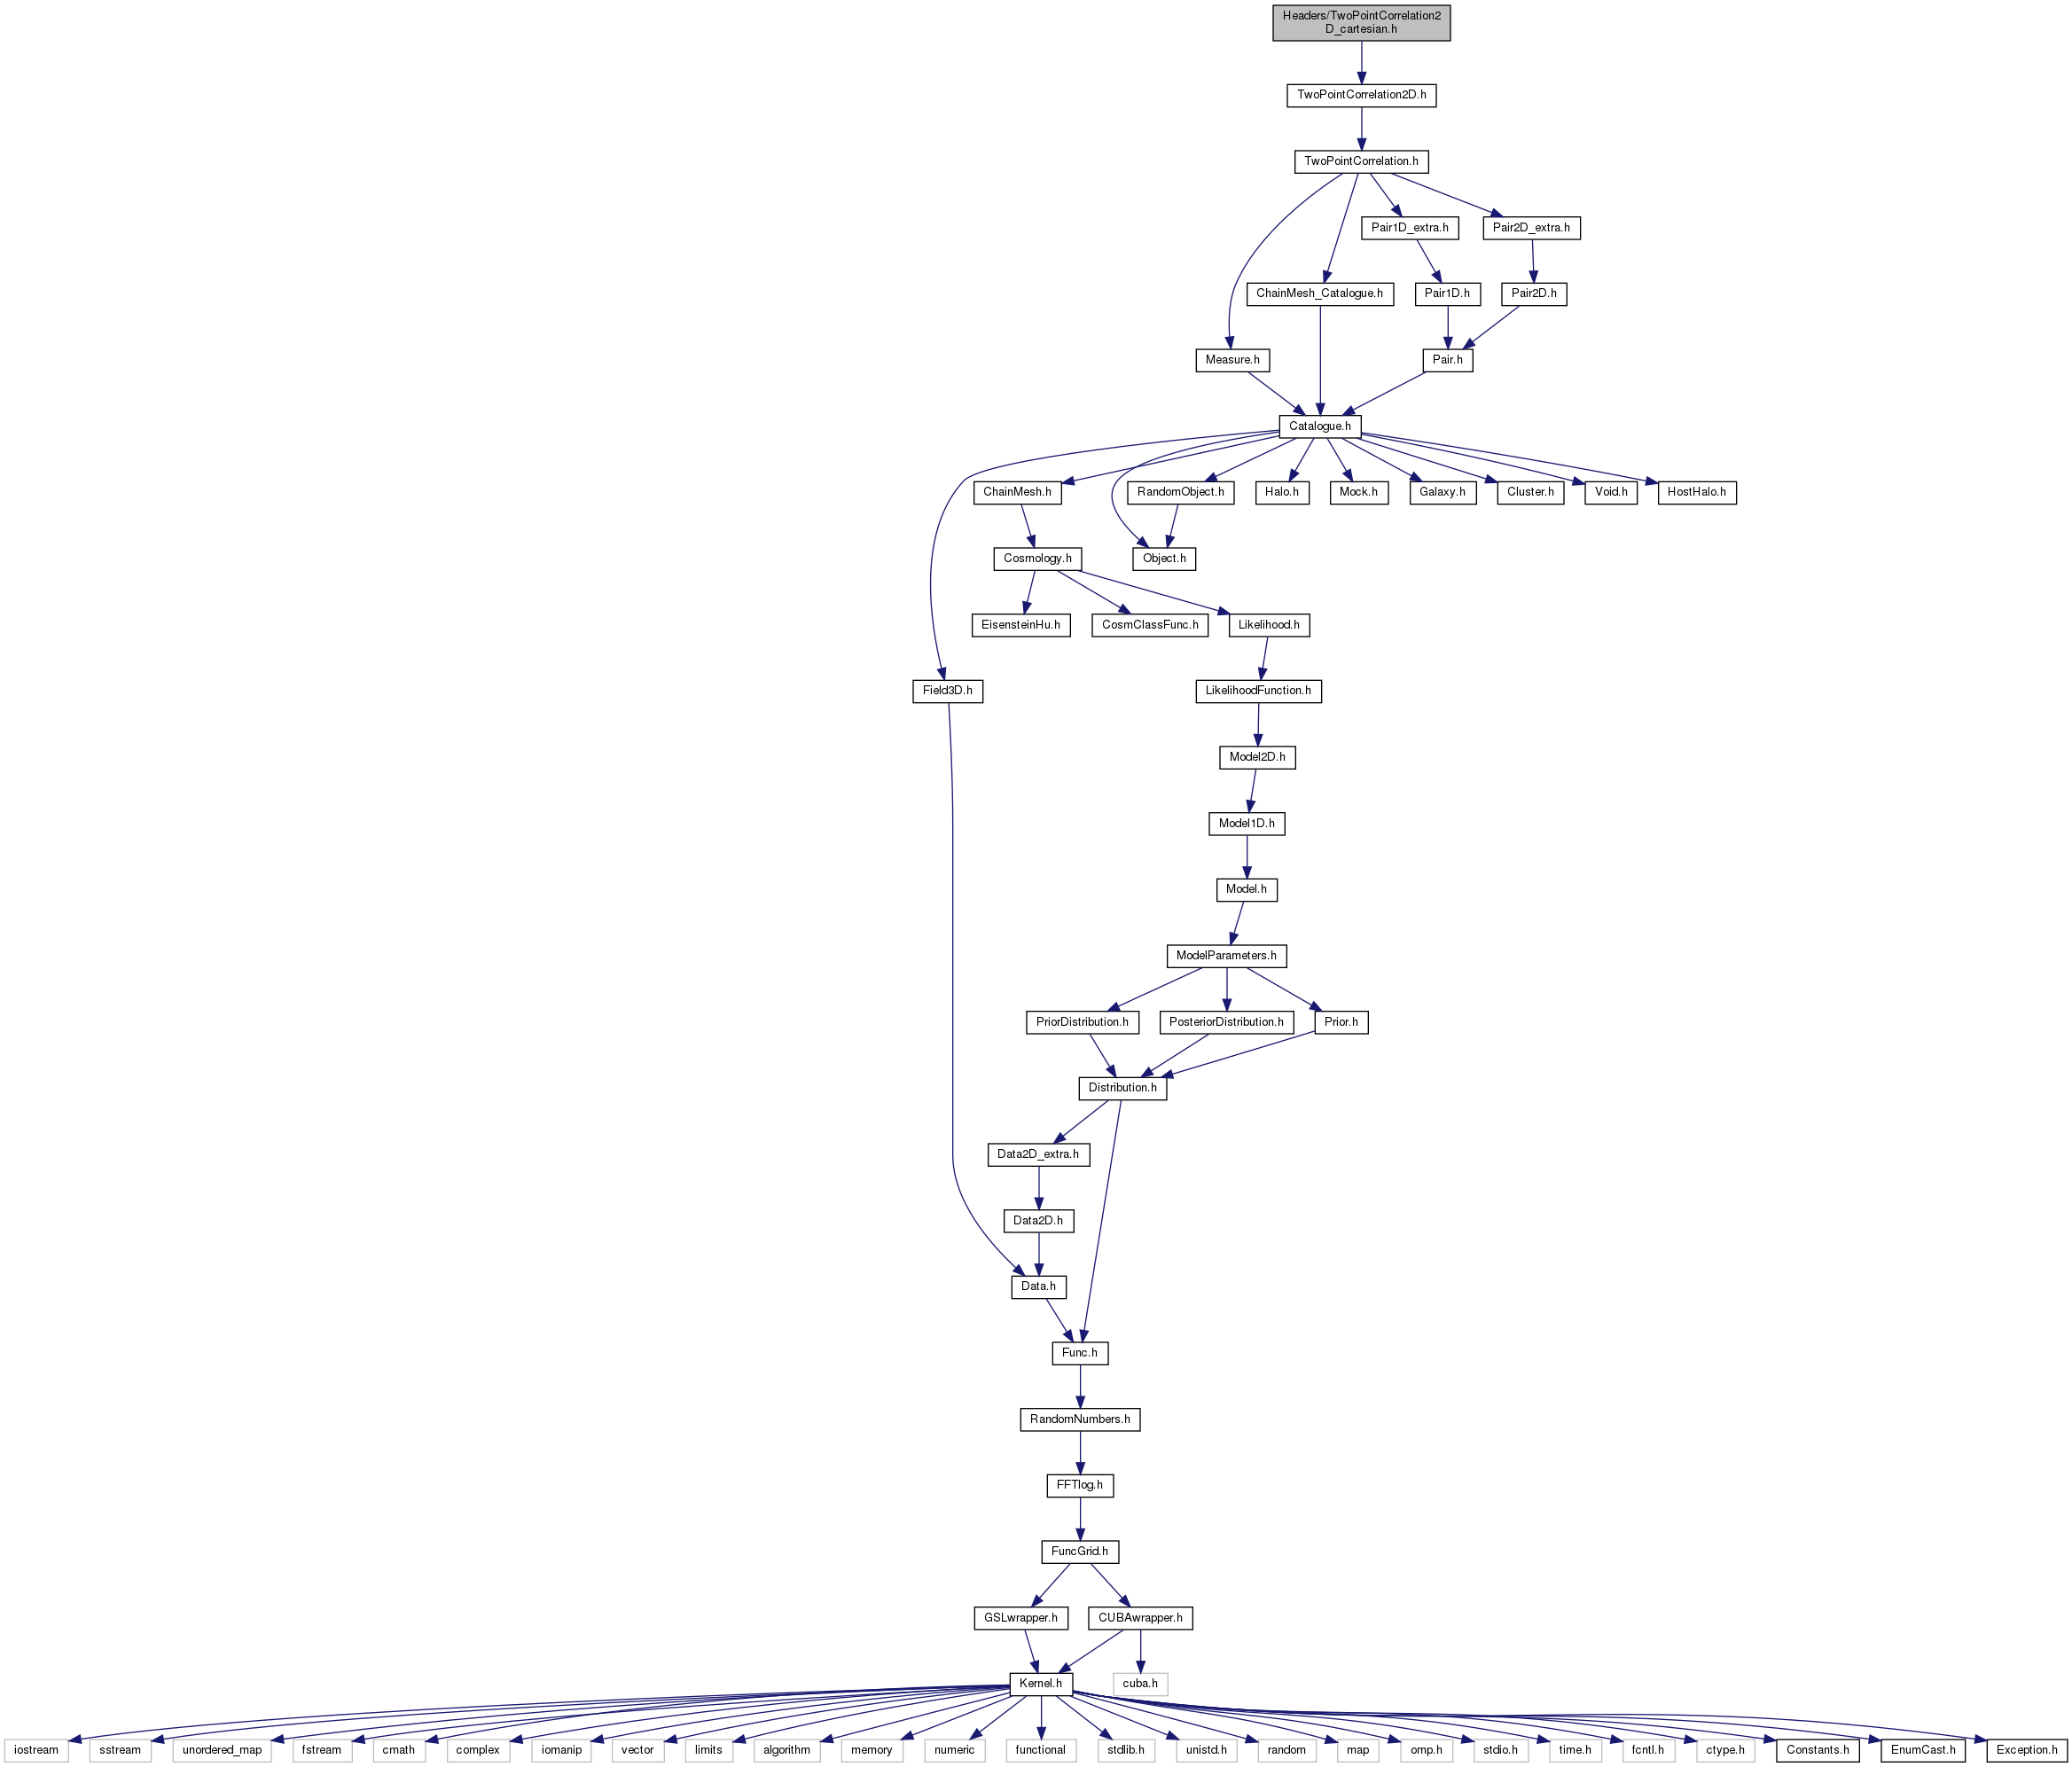 Headers/TwoPointCorrelation2
D_cartesian.h
TwoPointCorrelation2D.h
TwoPointCorrelation.h
Pair1D_extra.h
Pair2D_extra.h
ChainMesh_Catalogue.h
Pair1D.h
Pair2D.h
Measure.h
Pair.h
Catalogue.h
ChainMesh.h
RandomObject.h
Halo.h
Mock.h
Galaxy.h
Cluster.h
Void.h
HostHalo.h
Cosmology.h
Object.h
EisensteinHu.h
CosmClassFunc.h
Likelihood.h
Field3D.h
LikelihoodFunction.h
Model2D.h
Model1D.h
Model.h
ModelParameters.h
PriorDistribution.h
PosteriorDistribution.h
Prior.h
Distribution.h
Data2D_extra.h
Data2D.h
Data.h
Func.h
RandomNumbers.h
FFTlog.h
FuncGrid.h
GSLwrapper.h
CUBAwrapper.h
Kernel.h
cuba.h
iostream
sstream
unordered_map
fstream
cmath
complex
iomanip
vector
limits
algorithm
memory
numeric
functional
stdlib.h
unistd.h
random
map
omp.h
stdio.h
time.h
fcntl.h
ctype.h
Constants.h
EnumCast.h
Exception.h